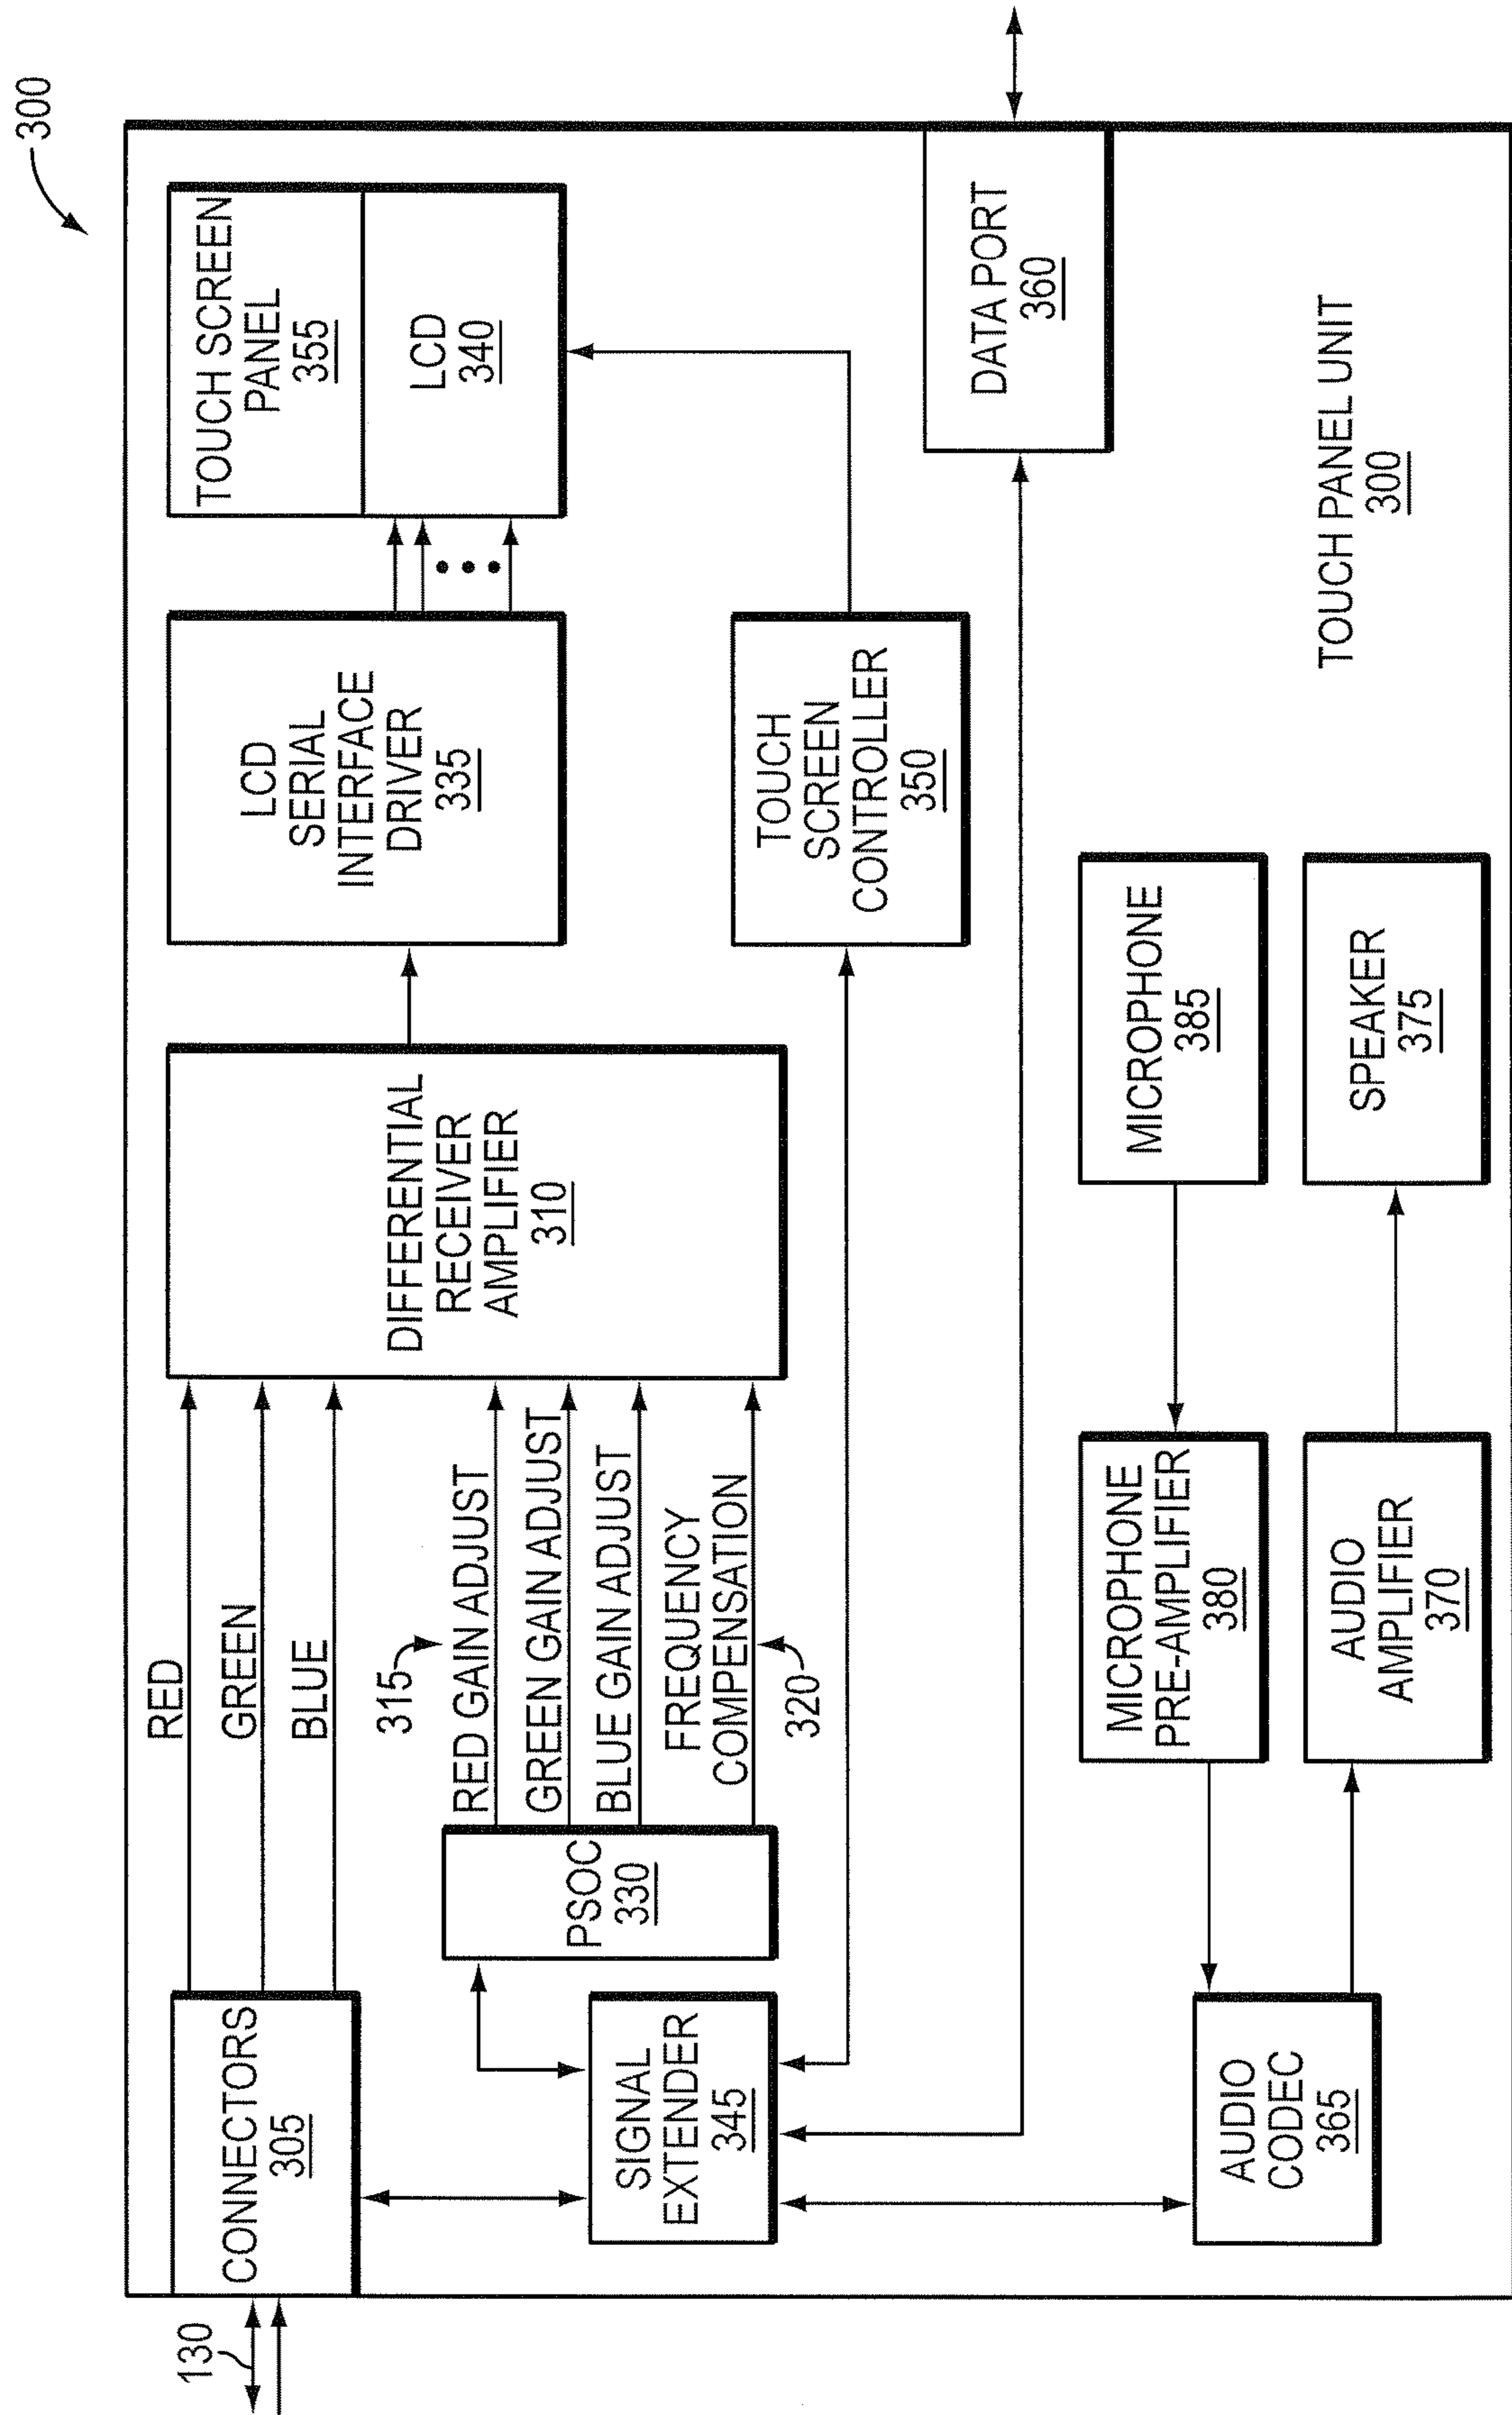 300
130
CONNECTORS
305
RED
GREEN
BLUE
315
RED GAIN ADJUST
GREEN GAIN ADJUST
BLUE GAIN ADJUST
FREQUENCY
COMPENSATION
320
PSOC
330
SIGNAL
EXTENDER
345
DIFFERENTIAL
RECEIVER
AMPLIFIER
310
LCD
SERIAL
INTERFACE
DRIVER
335
TOUCH SCREEN
PANEL
355
LCD
340
TOUCH
SCREEN
CONTROLLER
350
DATA PORT
360
AUDIO
CODEC
365
MICROPHONE
PRE-AMPLIFIER
380
MICROPHONE
385
AUDIO
AMPLIFIER
370
SPEAKER
375
TOUCH PANEL UNIT
300